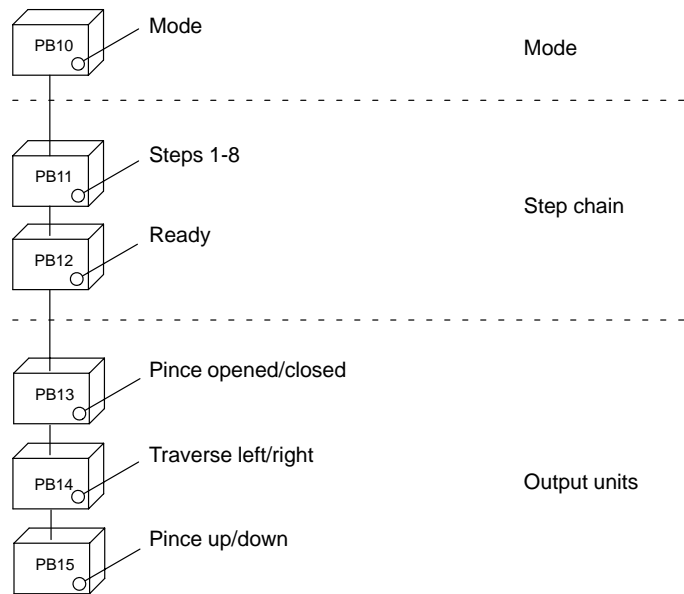 Mode
PB10
Mode
Steps 1-8
PB11
Step chain
Ready
PB12
Pince opened/closed
PB13
Traverse left/right
PB14
Output units
Pince up/down
PB15